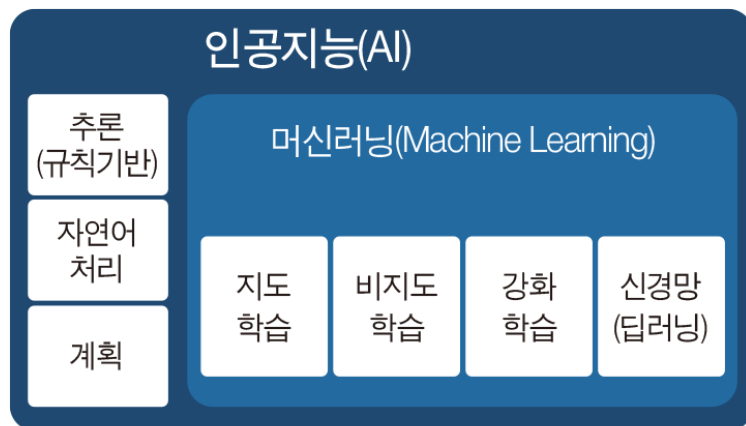 인공지능(AI)
추론
(규칙기반)
자연어
처리
계획
머신러닝(Machine Learning)
지도
학습
비지도
학습
강화
학습
신경망
(딥러닝)